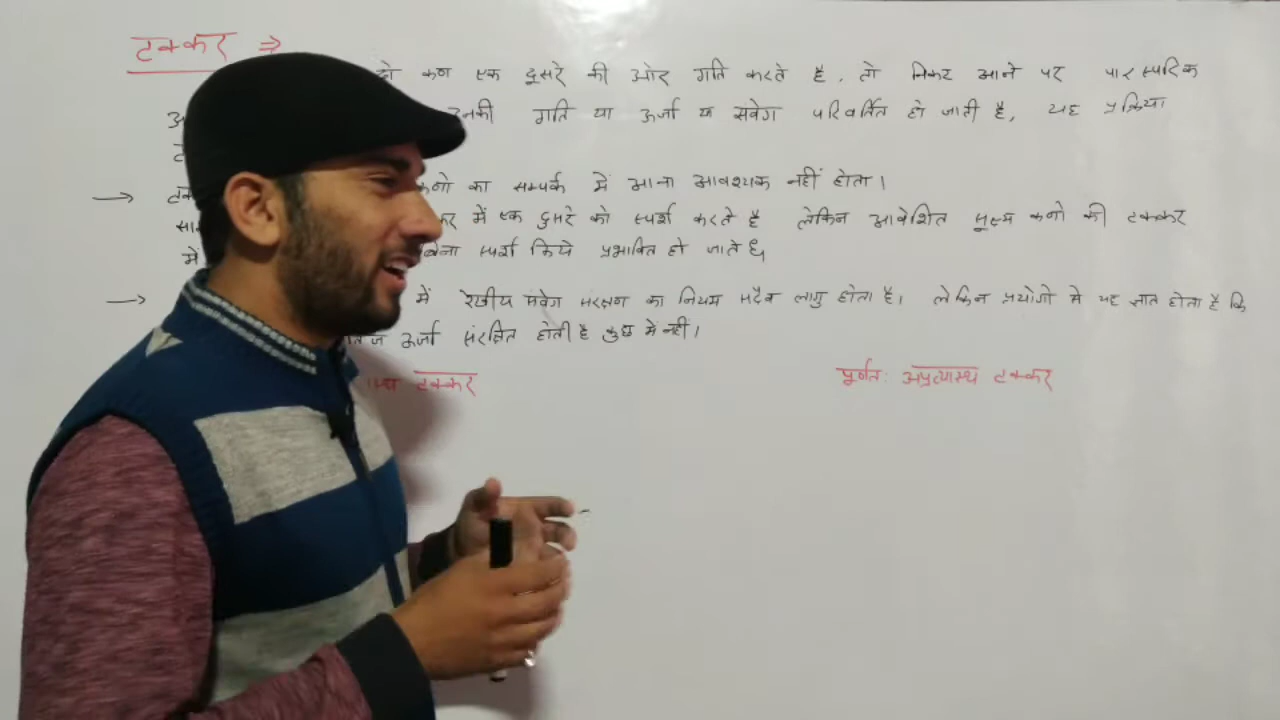 टक्कर ⇒
दो कण एक दूसरे की ओर गति करते है, तो निकट आने पर पारस्परिक
उनकी गति या ऊर्जा या संवेग परिवर्तित हो जाती है, यह प्रक्रिया
→ कनो का सम्पर्क में आना आवश्यक नहीं होता।
में एक दुसरे को स्पर्श करते है लेकिन आवेशित सूक्ष्म कनो की टक्कर
में बिना स्पर्श किये प्रभावित हो जाते है
→ में रेखीय संवेग संरक्षण का नियम सदैव लागु होता है। लेकिन प्रयोगो मे यह ज्ञात होता है कि
ऊर्जा संरक्षित होती है कुछ मे नहीं।
टक्कर
पूर्णतः अप्रत्यास्थ टक्कर